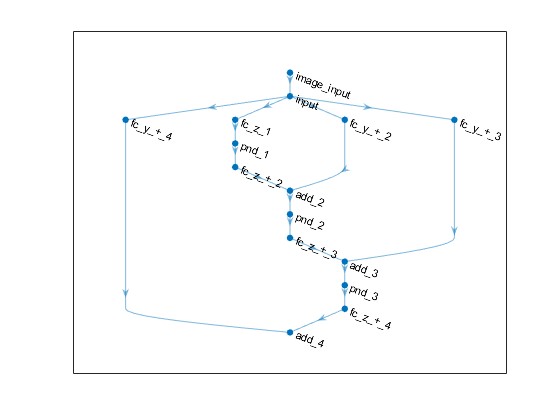 image_input
input
fc_y_+_4
fc_z_1
fc_y_+_2
fc_y_+_3
pnd_1
fc_z_+_2
add_2
pnd_2
fc_z_+_3
add_3
pnd_3
fc_z_+_4
add_4